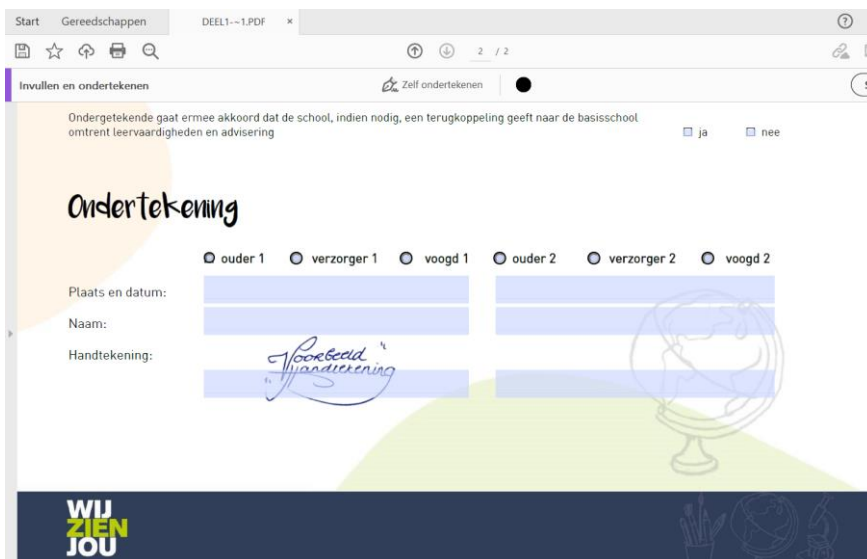 Start Gereedschappen DEEL1-~1.PDF ×
2 / 2
Invullen en ondertekenen Zelf ondertekenen
Ondergetekende gaat ermee akkoord dat de school, indien nodig, een terugkoppeling geeft naar de basisschool
omtrent leervaardigheden en advisering ja nee
Ondertekening
ouder 1 verzorger 1 voogd 1 ouder 2 verzorger 2 voogd 2
Plaats en datum:
Naam:
Handtekening:
"Voorbeeld
Handtekening"
WIJ
ZIEN
JOU